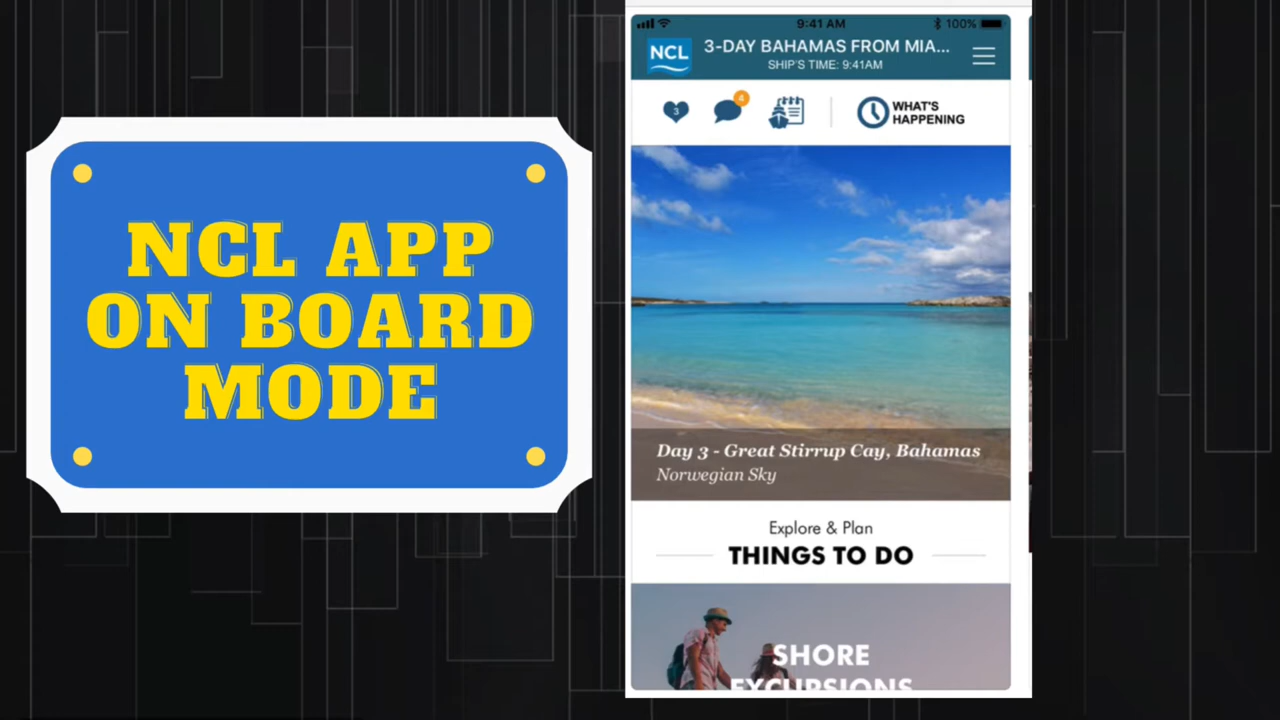 NCL APP
ON BOARD
MODE
9:41 AM
100%
NCL
3-DAY BAHAMAS FROM MIA...
SHIP'S TIME: 9:41AM
3
4
WHAT'S
HAPPENING
Day 3 - Great Stirrup Cay, Bahamas
Norwegian Sky
Explore & Plan
THINGS TO DO
SHORE
EXCURSIONS